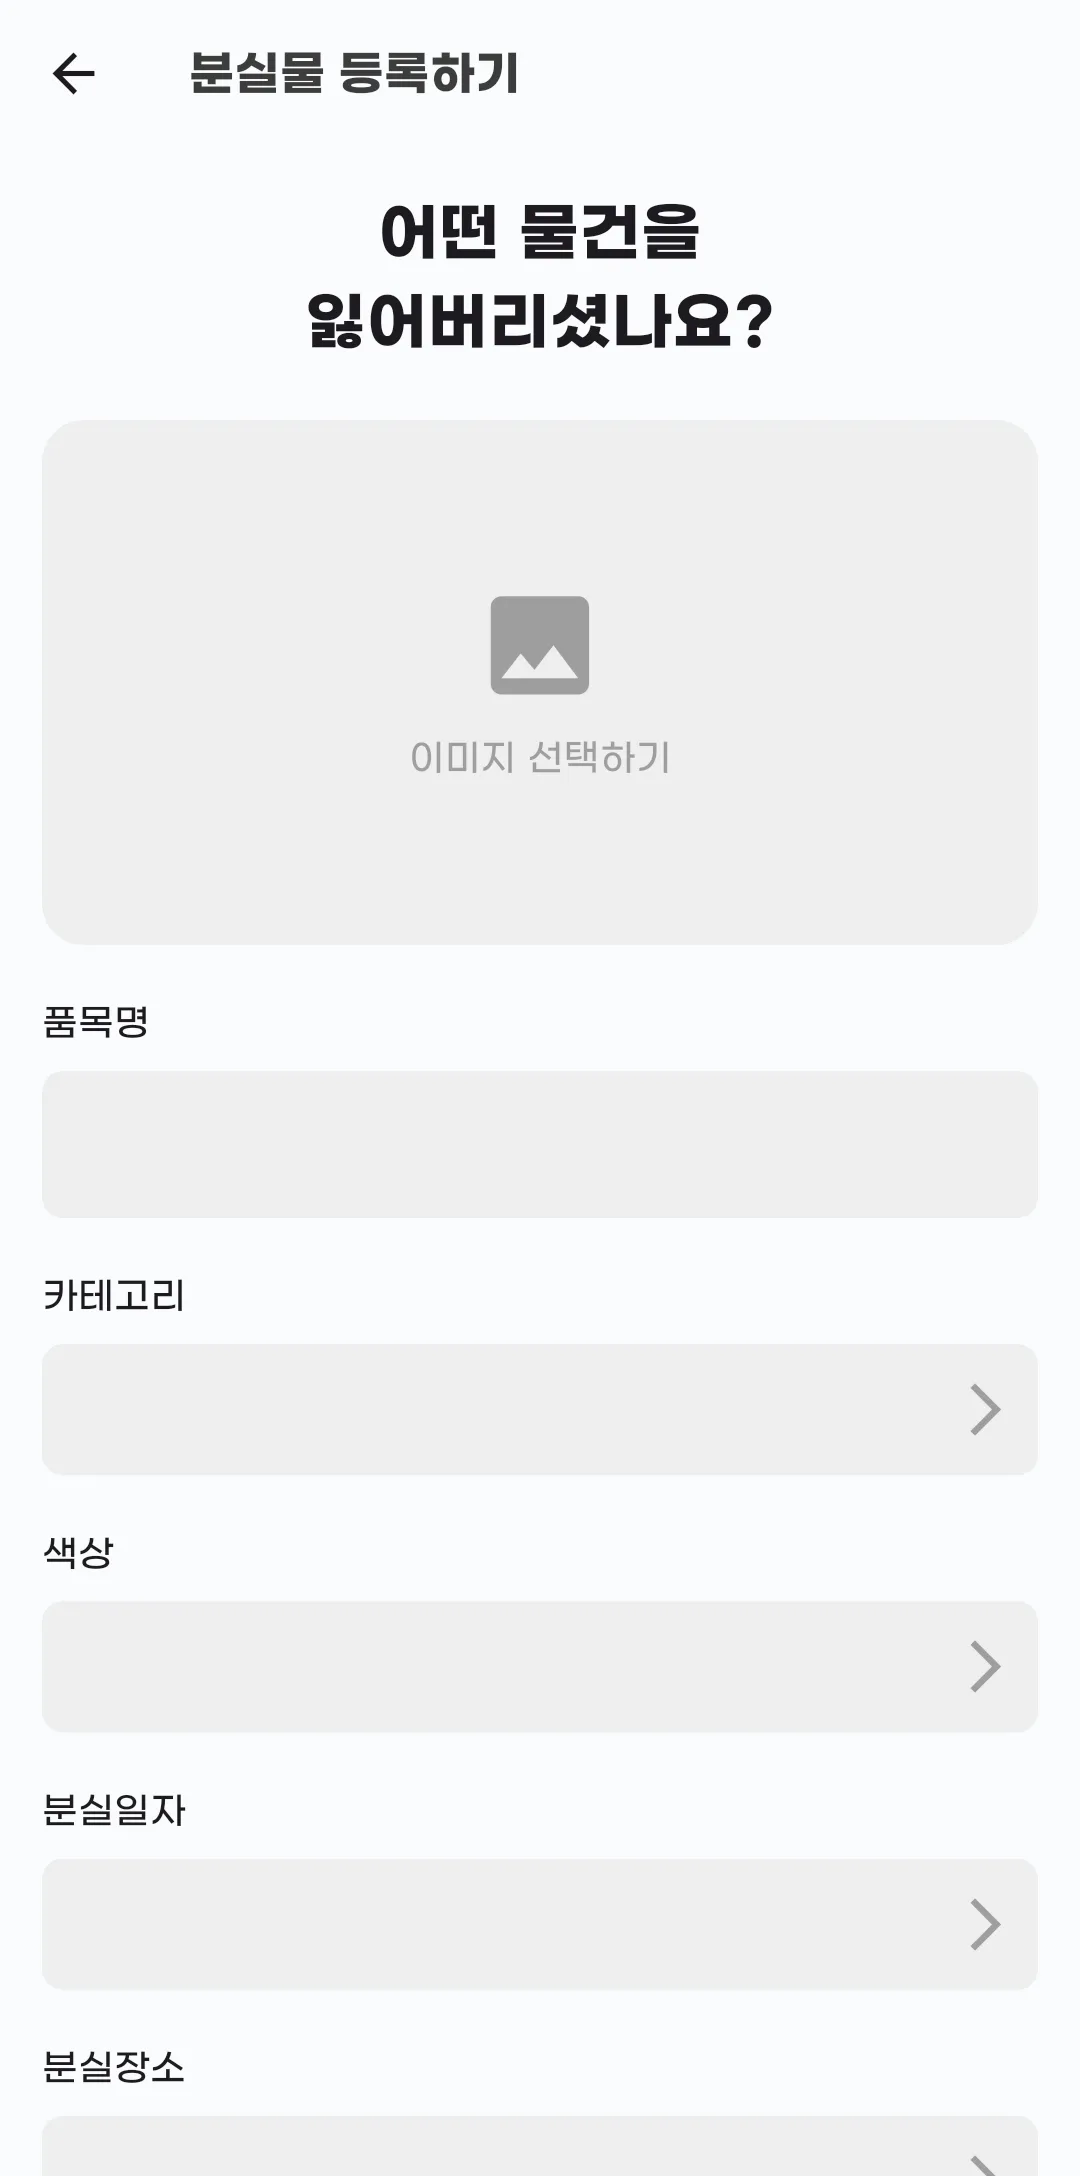 분실물 등록하기
어떤 물건을
잃어버리셨나요?
이미지 선택하기
품목명
카테고리
색상
분실일자
분실장소